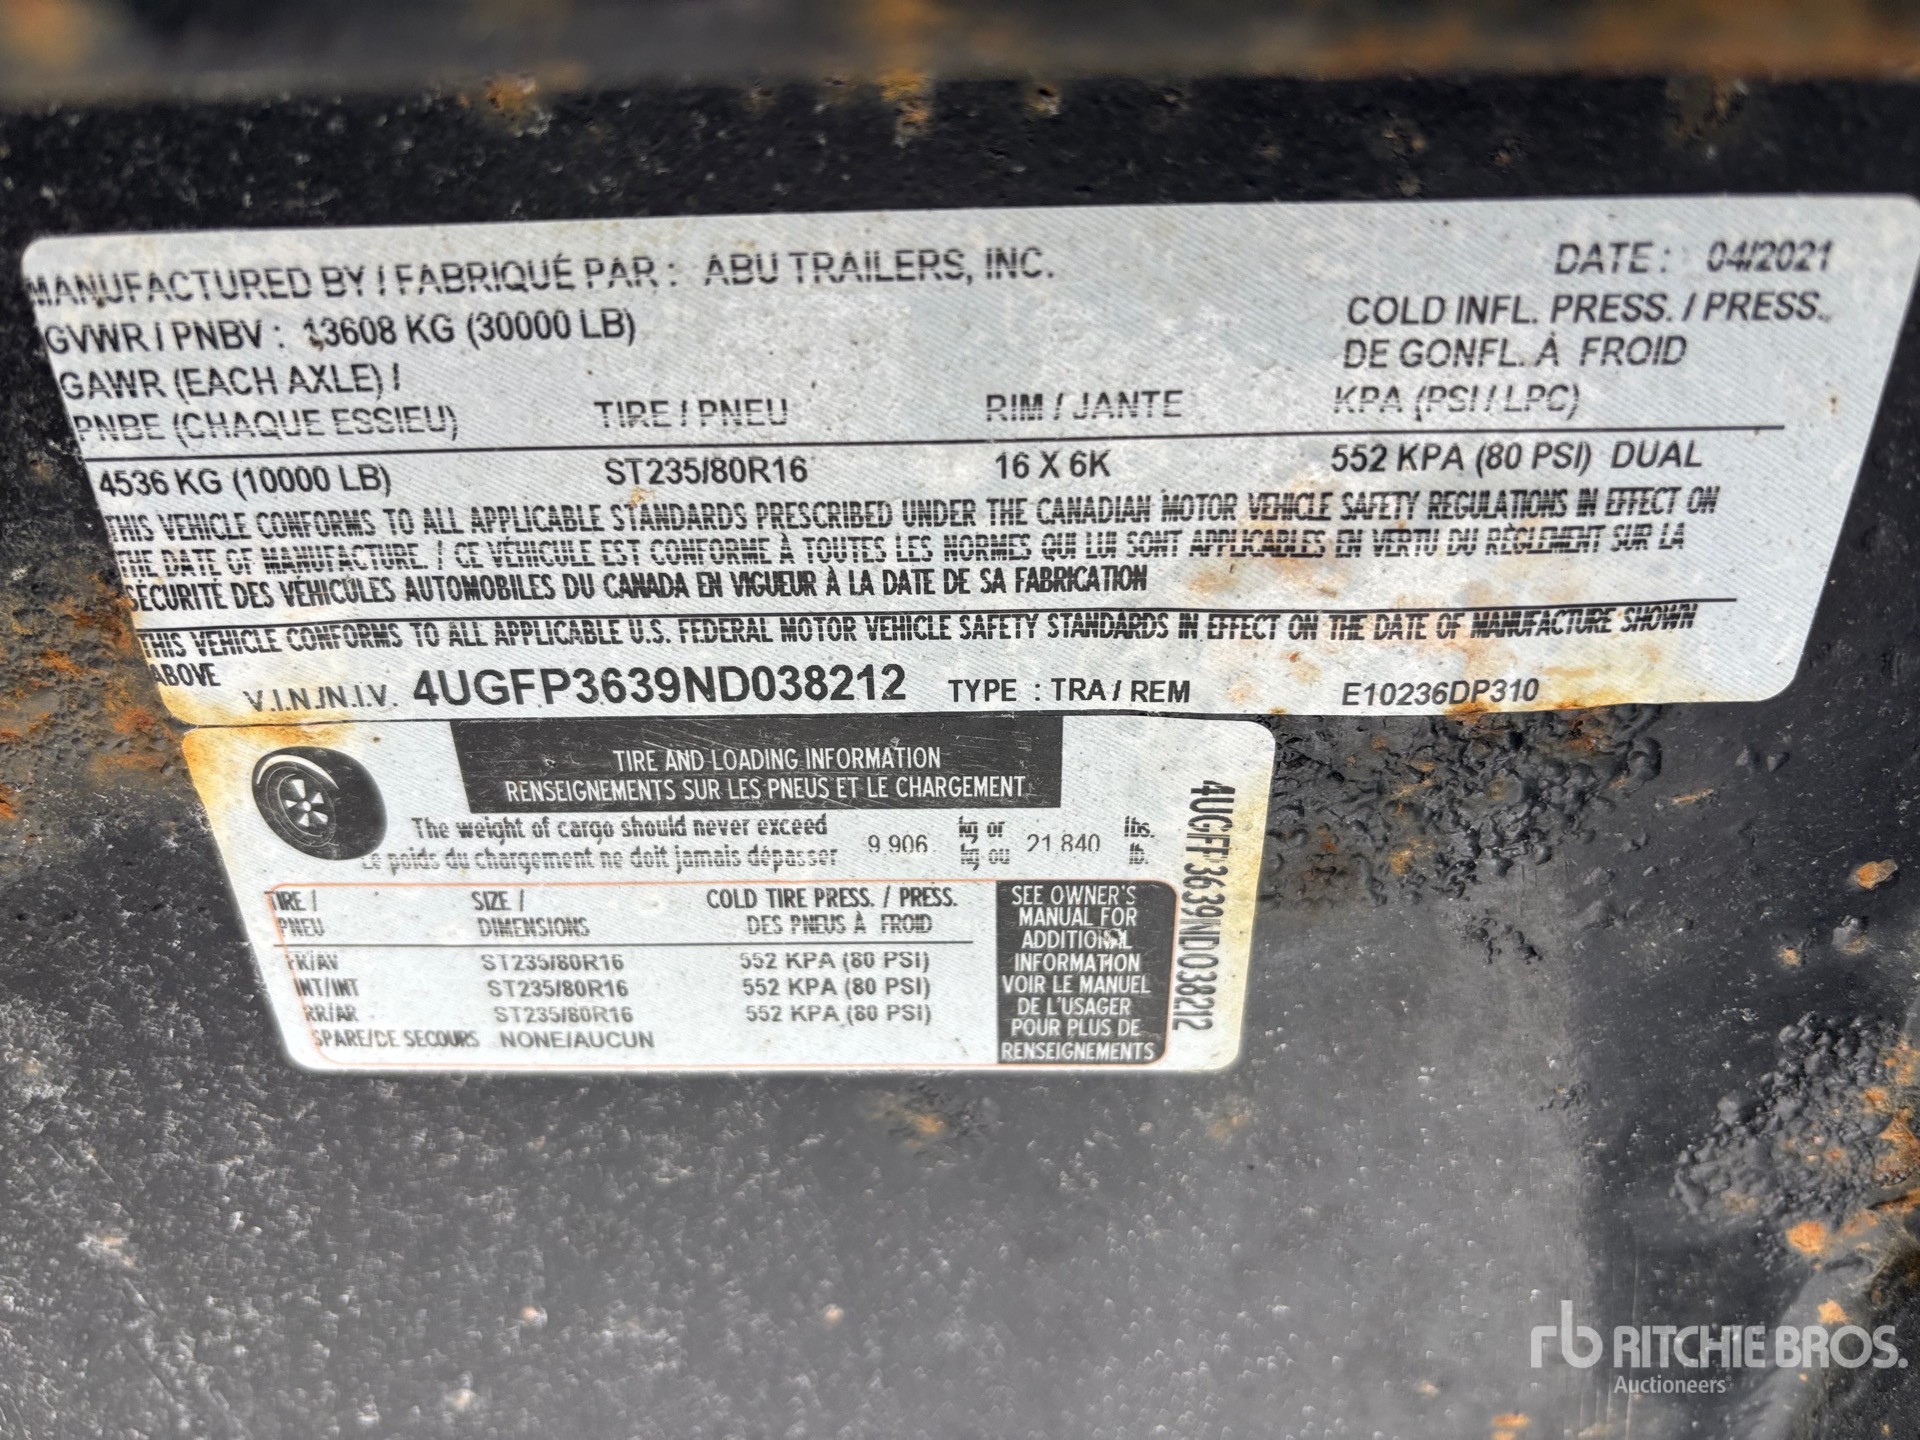 MANUFACTURED BY / FABRIQUÉ PAR : ABU TRAILERS, INC. DATE : 04/2021
GVWR / PNBV : 13608 KG (30000 LB) COLD INFL. PRESS. / PRESS.
GAWR (EACH AXLE) / DE GONFL. À FROID
PNBE (CHAQUE ESSIEU) TIRE / PNEU RIM / JANTE KPA (PSI / LPC)
4536 KG (10000 LB) ST235/80R16 16 X 6K 552 KPA (80 PSI) DUAL
THIS VEHICLE CONFORMS TO ALL APPLICABLE STANDARDS PRESCRIBED UNDER THE CANADIAN MOTOR VEHICLE SAFETY REGULATIONS IN EFFECT ON
THE DATE OF MANUFACTURE. / CE VÉHICULE EST CONFORME À TOUTES LES NORMES QUI LUI SONT APPLICABLES EN VERTU DU RÈGLEMENT SUR LA
SÉCURITÉ DES VÉHICULES AUTOMOBILES DU CANADA EN VIGUEUR À LA DATE DE SA FABRICATION
THIS VEHICLE CONFORMS TO ALL APPLICABLE U.S. FEDERAL MOTOR VEHICLE SAFETY STANDARDS IN EFFECT ON THE DATE OF MANUFACTURE SHOWN
ABOVE
V.I.N./N.I.V. 4UGFP3639ND038212 TYPE : TRA / REM E10236DP310
TIRE AND LOADING INFORMATION
RENSEIGNEMENTS SUR LES PNEUS ET LE CHARGEMENT
The weight of cargo should never exceed 9 906 kg or 21 840 lbs.
Le poids du chargement ne doit jamais dépasser kg ou lb.
TIRE / SIZE / COLD TIRE PRESS. / PRESS.
PNEU DIMENSIONS DES PNEUS À FROID
FR/AV ST235/80R16 552 KPA (80 PSI)
INT/INT ST235/80R16 552 KPA (80 PSI)
RR/AR ST235/80R16 552 KPA (80 PSI)
SPARE/DE SECOURS NONE/AUCUN
SEE OWNER'S
MANUAL FOR
ADDITIONAL
INFORMATION
VOIR LE MANUEL
DE L'USAGER
POUR PLUS DE
RENSEIGNEMENTS
4UGFP3639ND038212
rb RITCHIE BROS.
Auctioneers